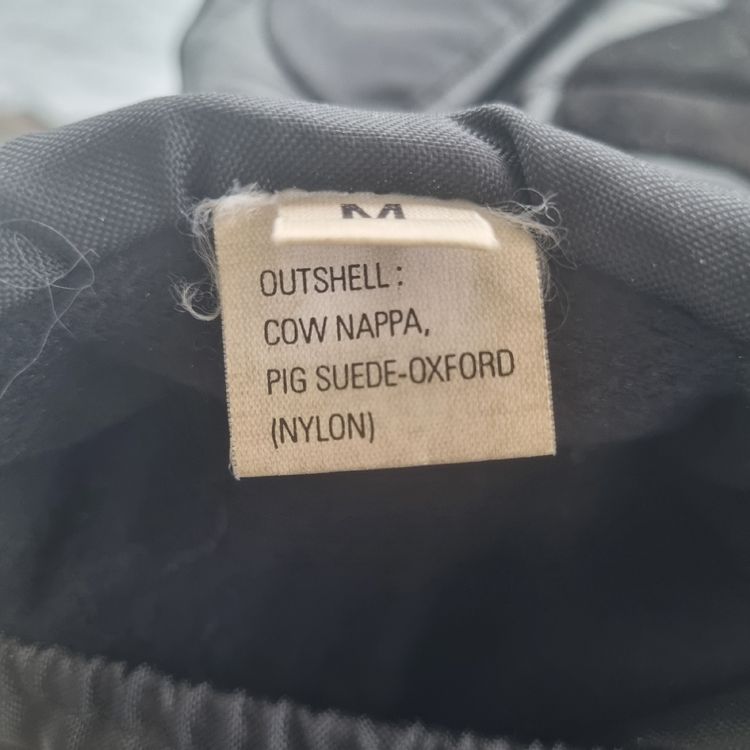 M
OUTSHELL :
COW NAPPA,
PIG SUEDE-OXFORD
(NYLON)